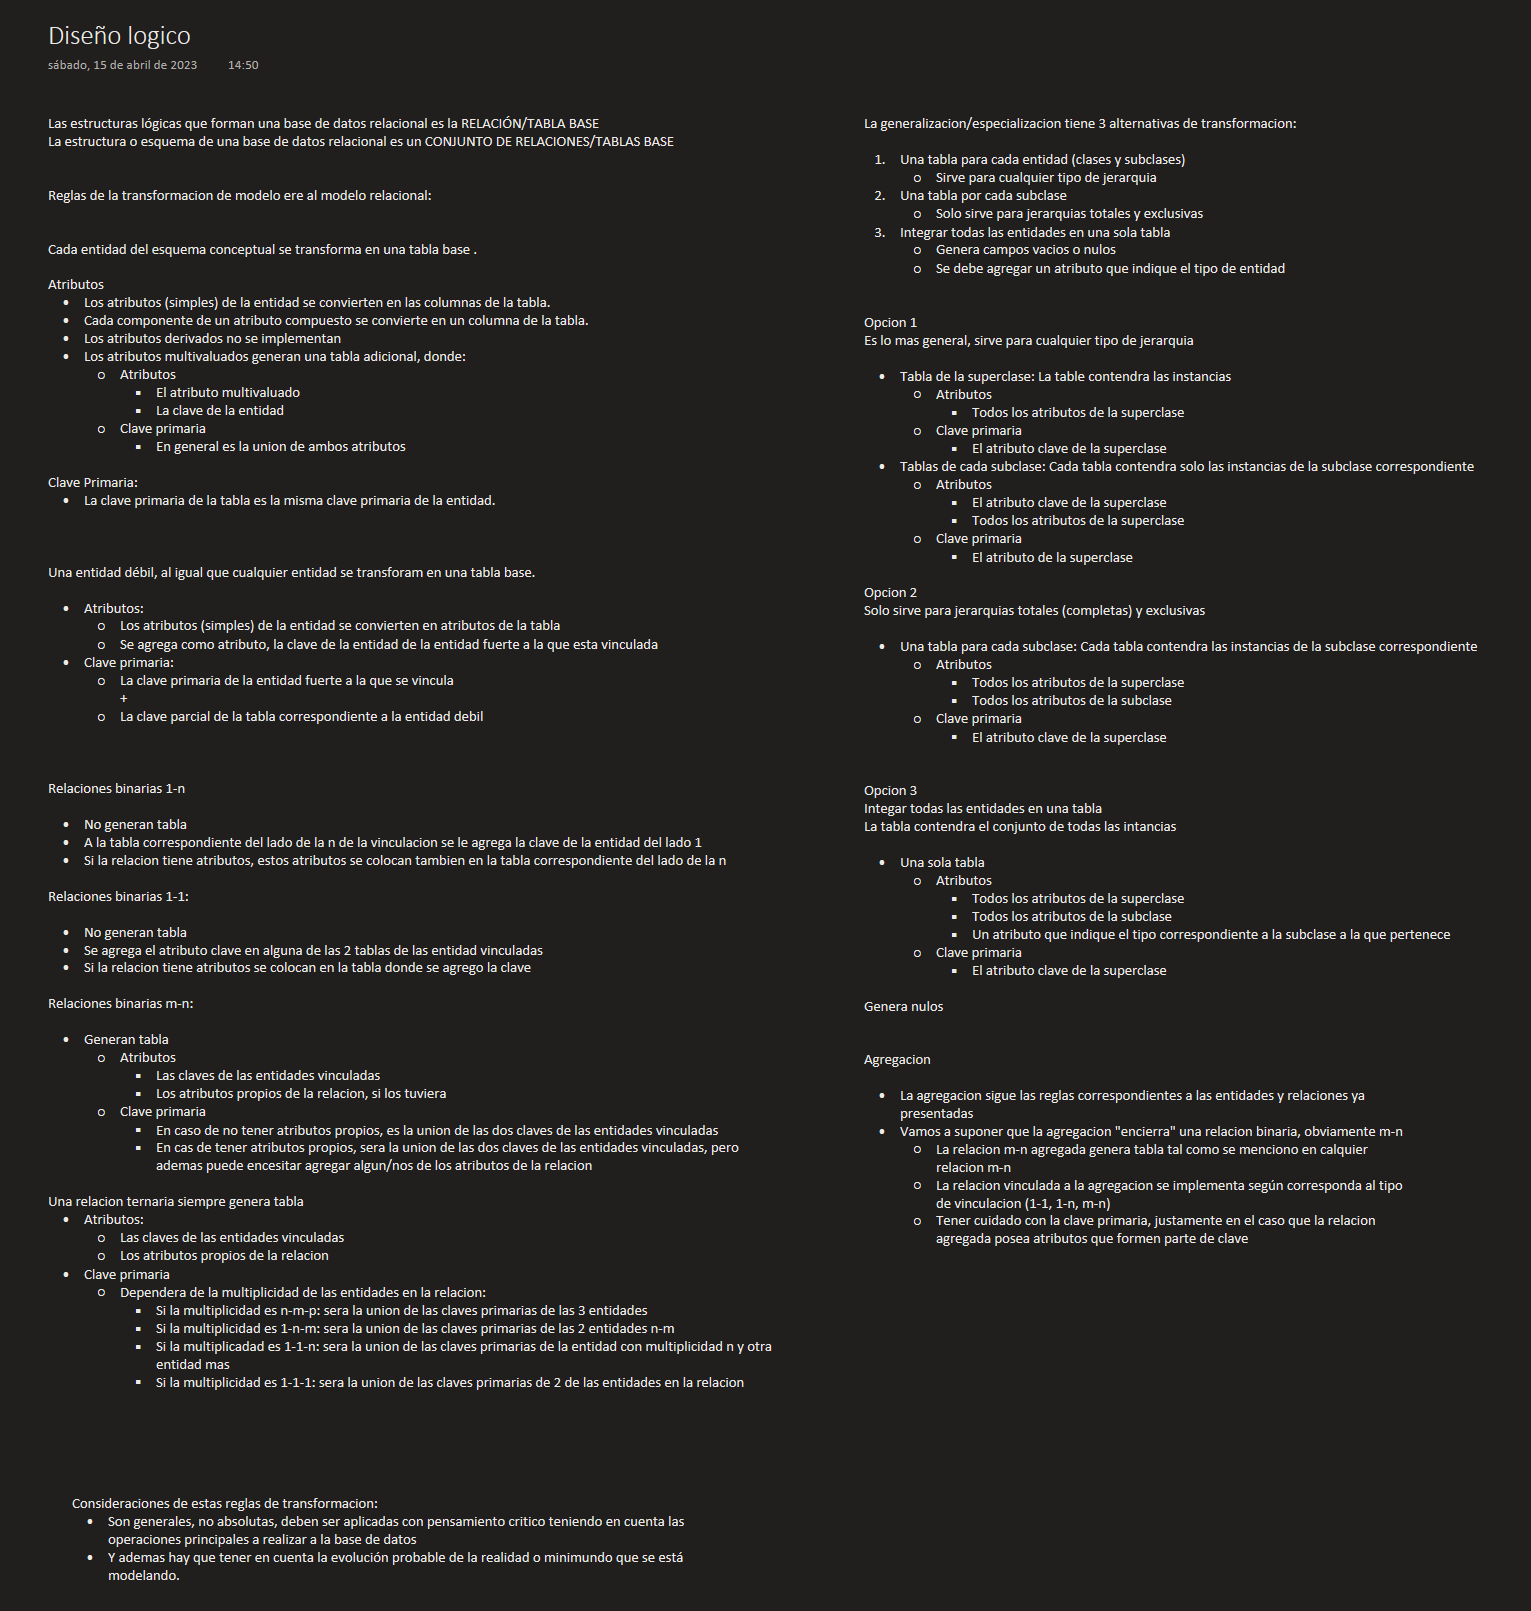 Diseño logico
sábado, 15 de abril de 2023 14:50
Las estructuras lógicas que forman una base de datos relacional es la RELACIÓN/TABLA BASE
La estructura o esquema de una base de datos relacional es un CONJUNTO DE RELACIONES/TABLAS BASE
Reglas de la transformacion de modelo ere al modelo relacional:
Cada entidad del esquema conceptual se transforma en una tabla base .
Atributos
• Los atributos (simples) de la entidad se convierten en las columnas de la tabla.
• Cada componente de un atributo compuesto se convierte en un columna de la tabla.
• Los atributos derivados no se implementan
• Los atributos multivaluados generan una tabla adicional, donde:
○ Atributos
▪ El atributo multivaluado
▪ La clave de la entidad
○ Clave primaria
▪ En general es la union de ambos atributos
Clave Primaria:
• La clave primaria de la tabla es la misma clave primaria de la entidad.
Una entidad débil, al igual que cualquier entidad se transforam en una tabla base.
• Atributos:
○ Los atributos (simples) de la entidad se convierten en atributos de la tabla
○ Se agrega como atributo, la clave de la entidad de la entidad fuerte a la que esta vinculada
• Clave primaria:
○ La clave primaria de la entidad fuerte a la que se vincula
+
○ La clave parcial de la tabla correspondiente a la entidad debil
Relaciones binarias 1-n
• No generan tabla
• A la tabla correspondiente del lado de la n de la vinculacion se le agrega la clave de la entidad del lado 1
• Si la relacion tiene atributos, estos atributos se colocan tambien en la tabla correspondiente del lado de la n
Relaciones binarias 1-1:
• No generan tabla
• Se agrega el atributo clave en alguna de las 2 tablas de las entidad vinculadas
• Si la relacion tiene atributos se colocan en la tabla donde se agrego la clave
Relaciones binarias m-n:
• Generan tabla
○ Atributos
▪ Las claves de las entidades vinculadas
▪ Los atributos propios de la relacion, si los tuviera
○ Clave primaria
▪ En caso de no tener atributos propios, es la union de las dos claves de las entidades vinculadas
▪ En cas de tener atributos propios, sera la union de las dos claves de las entidades vinculadas, pero
ademas puede encesitar agregar algun/nos de los atributos de la relacion
Una relacion ternaria siempre genera tabla
• Atributos:
○ Las claves de las entidades vinculadas
○ Los atributos propios de la relacion
• Clave primaria
○ Dependera de la multiplicidad de las entidades en la relacion:
▪ Si la multiplicidad es n-m-p: sera la union de las claves primarias de las 3 entidades
▪ Si la multiplicidad es 1-n-m: sera la union de las claves primarias de las 2 entidades n-m
▪ Si la multiplicadad es 1-1-n: sera la union de las claves primarias de la entidad con multiplicidad n y otra
entidad mas
▪ Si la multiplicidad es 1-1-1: sera la union de las claves primarias de 2 de las entidades en la relacion
Consideraciones de estas reglas de transformacion:
• Son generales, no absolutas, deben ser aplicadas con pensamiento critico teniendo en cuenta las
operaciones principales a realizar a la base de datos
• Y ademas hay que tener en cuenta la evolución probable de la realidad o minimundo que se está
modelando.
La generalizacion/especializacion tiene 3 alternativas de transformacion:
1. Una tabla para cada entidad (clases y subclases)
○ Sirve para cualquier tipo de jerarquia
2. Una tabla por cada subclase
○ Solo sirve para jerarquias totales y exclusivas
3. Integrar todas las entidades en una sola tabla
○ Genera campos vacios o nulos
○ Se debe agregar un atributo que indique el tipo de entidad
Opcion 1
Es lo mas general, sirve para cualquier tipo de jerarquia
• Tabla de la superclase: La table contendra las instancias
○ Atributos
▪ Todos los atributos de la superclase
○ Clave primaria
▪ El atributo clave de la superclase
• Tablas de cada subclase: Cada tabla contendra solo las instancias de la subclase correspondiente
○ Atributos
▪ El atributo clave de la superclase
▪ Todos los atributos de la superclase
○ Clave primaria
▪ El atributo de la superclase
Opcion 2
Solo sirve para jerarquias totales (completas) y exclusivas
• Una tabla para cada subclase: Cada tabla contendra las instancias de la subclase correspondiente
○ Atributos
▪ Todos los atributos de la superclase
▪ Todos los atributos de la subclase
○ Clave primaria
▪ El atributo clave de la superclase
Opcion 3
Integar todas las entidades en una tabla
La tabla contendra el conjunto de todas las intancias
• Una sola tabla
○ Atributos
▪ Todos los atributos de la superclase
▪ Todos los atributos de la subclase
▪ Un atributo que indique el tipo correspondiente a la subclase a la que pertenece
○ Clave primaria
▪ El atributo clave de la superclase
Genera nulos
Agregacion
• La agregacion sigue las reglas correspondientes a las entidades y relaciones ya
presentadas
• Vamos a suponer que la agregacion "encierra" una relacion binaria, obviamente m-n
○ La relacion m-n agregada genera tabla tal como se menciono en calquier
relacion m-n
○ La relacion vinculada a la agregacion se implementa según corresponda al tipo
de vinculacion (1-1, 1-n, m-n)
○ Tener cuidado con la clave primaria, justamente en el caso que la relacion
agregada posea atributos que formen parte de clave